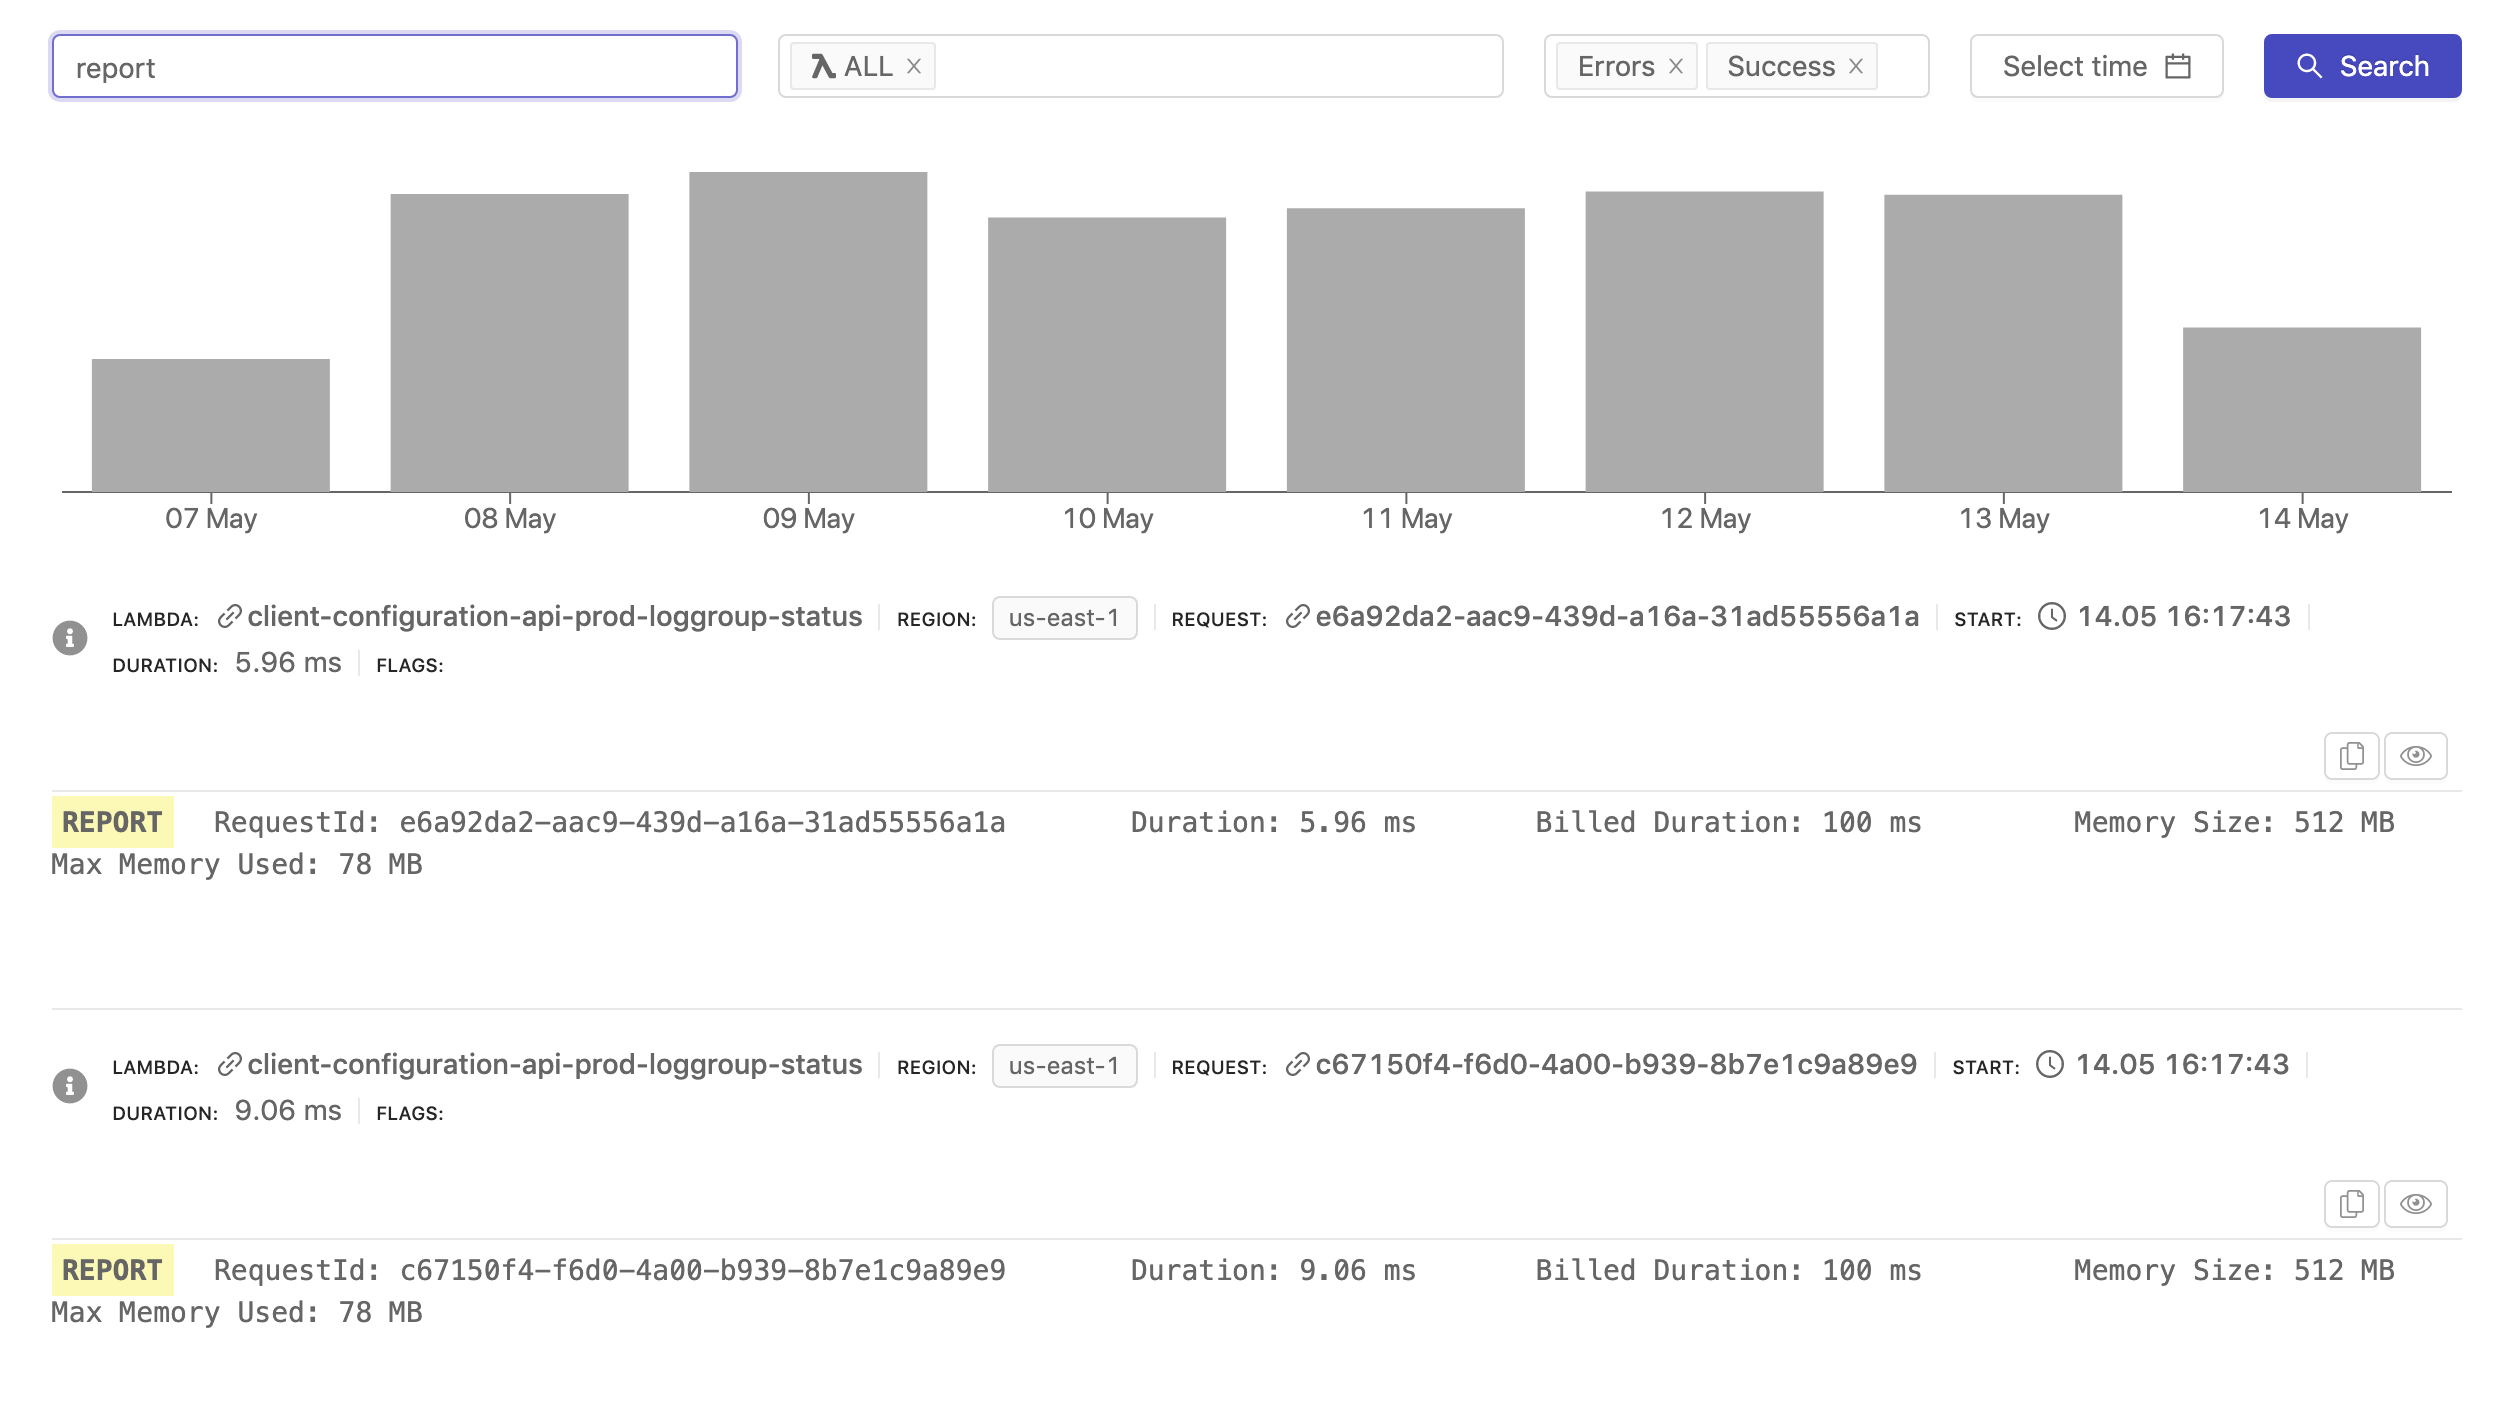 report ALL Errors Success Select time Search
07 May 08 May 09 May 10 May 11 May 12 May 13 May 14 May
LAMBDA: client-configuration-api-prod-loggroup-status REGION: us-east-1 REQUEST: e6a92da2-aac9-439d-a16a-31ad55556a1a START: 14.05 16:17:43
DURATION: 5.96 ms FLAGS:
REPORT RequestId: e6a92da2-aac9-439d-a16a-31ad55556a1a Duration: 5.96 ms Billed Duration: 100 ms Memory Size: 512 MB
Max Memory Used: 78 MB
LAMBDA: client-configuration-api-prod-loggroup-status REGION: us-east-1 REQUEST: c67150f4-f6d0-4a00-b939-8b7e1c9a89e9 START: 14.05 16:17:43
DURATION: 9.06 ms FLAGS:
REPORT RequestId: c67150f4-f6d0-4a00-b939-8b7e1c9a89e9 Duration: 9.06 ms Billed Duration: 100 ms Memory Size: 512 MB
Max Memory Used: 78 MB